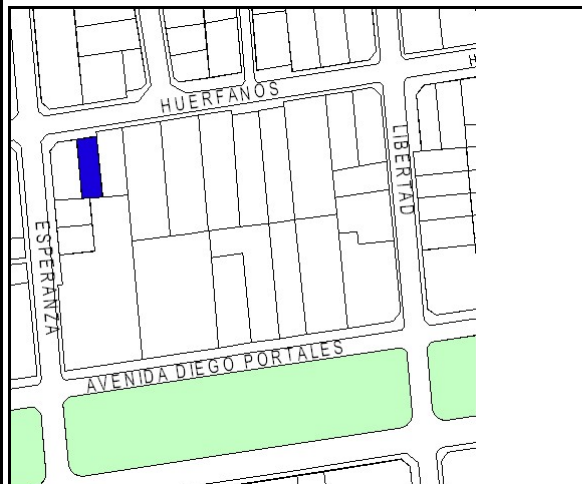 HUERFANOS
H
LIBERTAD
ESPERANZA
AVENIDA DIEGO PORTALES